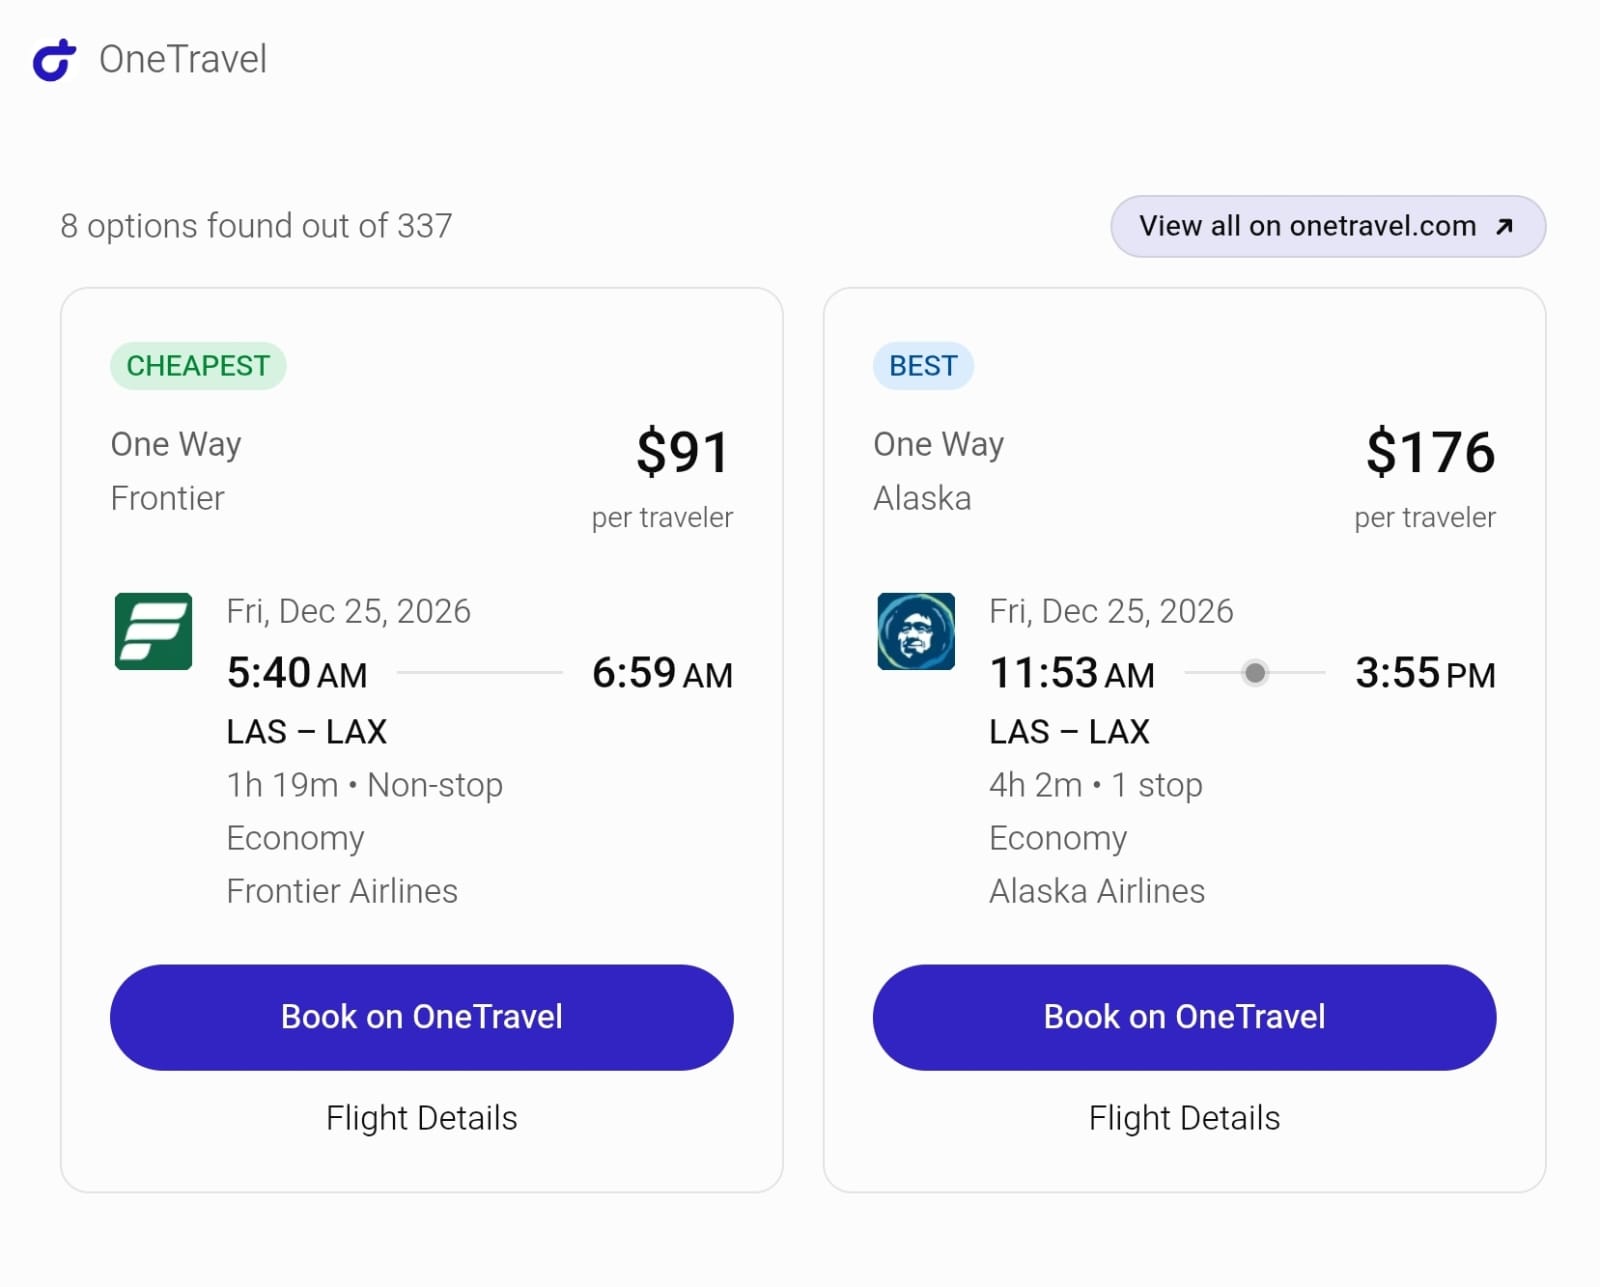 OneTravel
8 options found out of 337
View all on onetravel.com
CHEAPEST
One Way
$91
Frontier
per traveler
Fri, Dec 25, 2026
5:40 AM 6:59 AM
LAS – LAX
1h 19m • Non-stop
Economy
Frontier Airlines
Book on OneTravel
Flight Details
BEST
One Way
$176
Alaska
per traveler
Fri, Dec 25, 2026
11:53 AM 3:55 PM
LAS – LAX
4h 2m • 1 stop
Economy
Alaska Airlines
Book on OneTravel
Flight Details